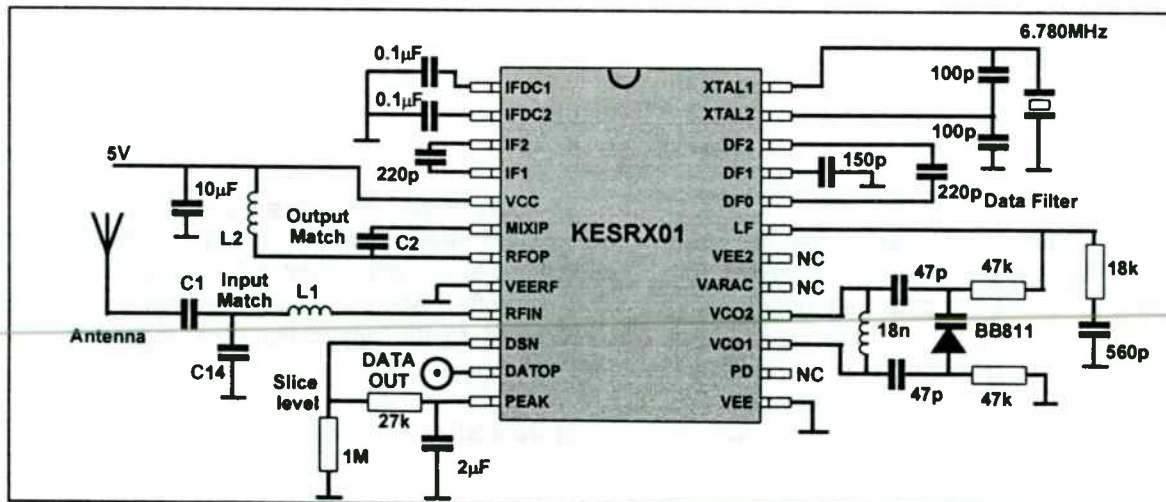 6.780MHz
0.1µF
0.1µF
100p
100p
IFDC1
IFDC2
IF2
IF1
VCC
MIXIP
RFOP
VEERF
RFIN
DSN
DATOP
PEAK
KESRX01
XTAL1
XTAL2
DF2
DF1
DF0
LF
VEE2
VARAC
VCO2
VCO1
PD
VEE
220p
5V
10µF
L2
Output
Match
C2
C1
Input
Match
L1
Antenna
C14
Slice
level
DATA
OUT
27k
1M
2µF
150p
220p
Data Filter
NC
NC
47p
47k
18k
18n
BB811
560p
NC
47p
47k